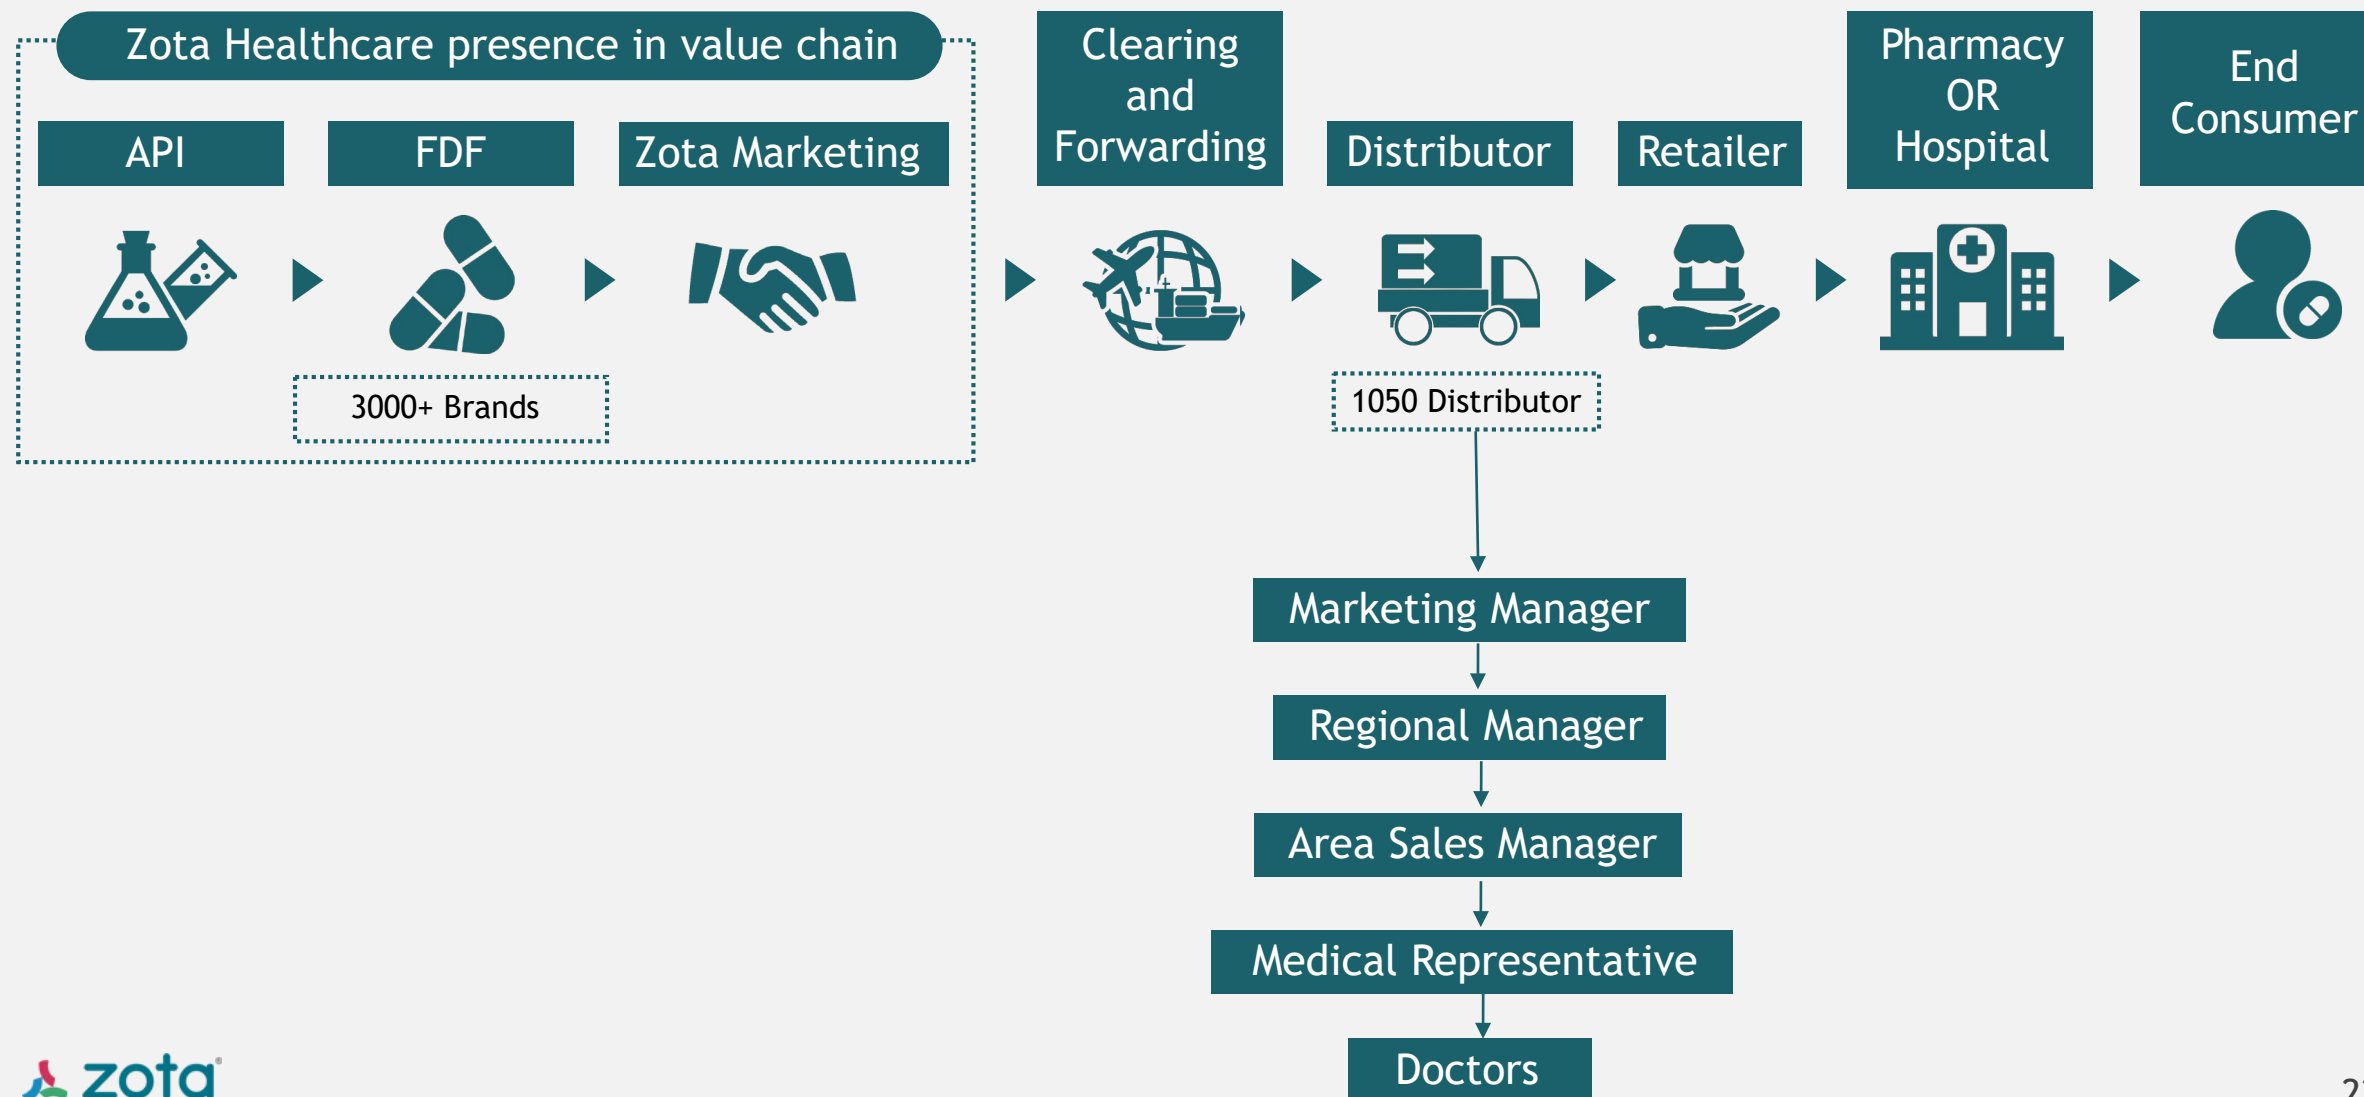 Zota Healthcare presence in value chain
API
FDF
Zota Marketing
Clearing
and
Forwarding
Distributor
Retailer
Pharmacy
OR
Hospital
End
Consumer
3000+ Brands
1050 Distributor
Marketing Manager
Regional Manager
Area Sales Manager
Medical Representative
Doctors
zota®